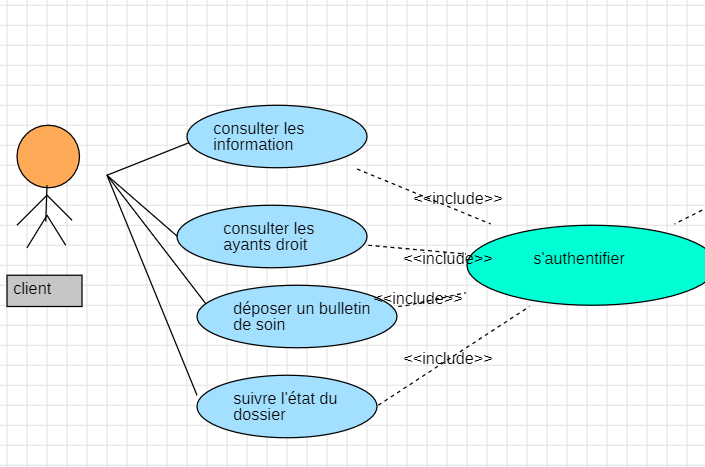 consulter les
information
<<include>>
consulter les
ayants droit
<<include>>
s'authentifier
client
déposer un bulletin
de soin
<<include>>
<<include>>
suivre l'état du
dossier